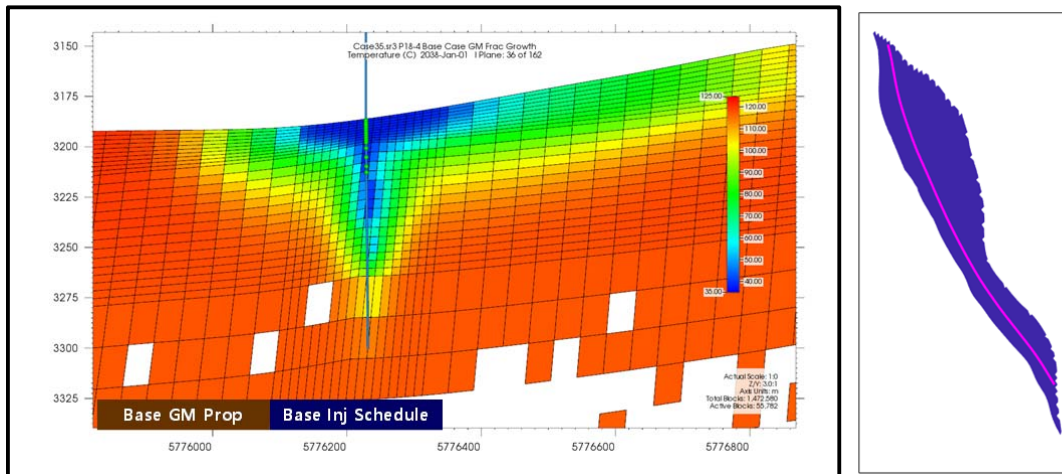 Case35.sr3 P18-4 Base Case GM Frac Growth
Temperature (C) 2038-Jan-01 I Plane: 36 of 162
3150
3175
3200
3225
3250
3275
3300
3325
125.00
120.00
110.00
100.00
90.00
80.00
70.00
60.00
50.00
40.00
35.00
Actual Scale: 1:0
Z/Y: 3.0:1
Axis Units: m
Total Blocks: 1,472,580
Active Blocks: 55,782
Base GM Prop
Base Inj Schedule
5776000 5776200 5776400 5776600 5776800